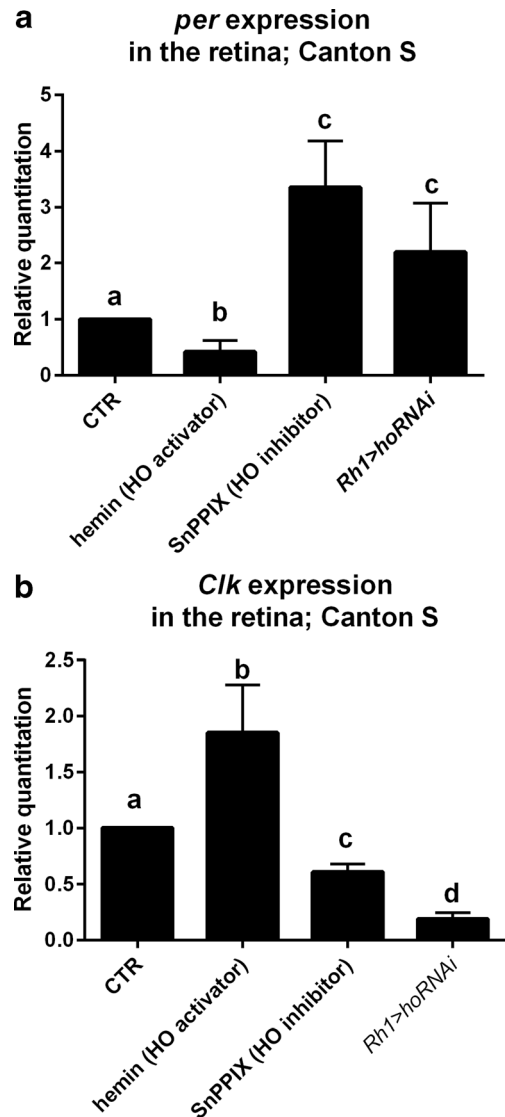 a
per expression
in the retina; Canton S
Relative quantitation
5
4
3
2
1
0
a
b
c
c
CTR
hemin (HO activator)
SnPPIX (HO inhibitor)
Rh1>hoRNAi
b
Clk expression
in the retina; Canton S
Relative quantitation
2.5
2.0
1.5
1.0
0.5
0.0
a
b
c
d
CTR
hemin (HO activator)
SnPPIX (HO inhibitor)
Rh1>hoRNAi